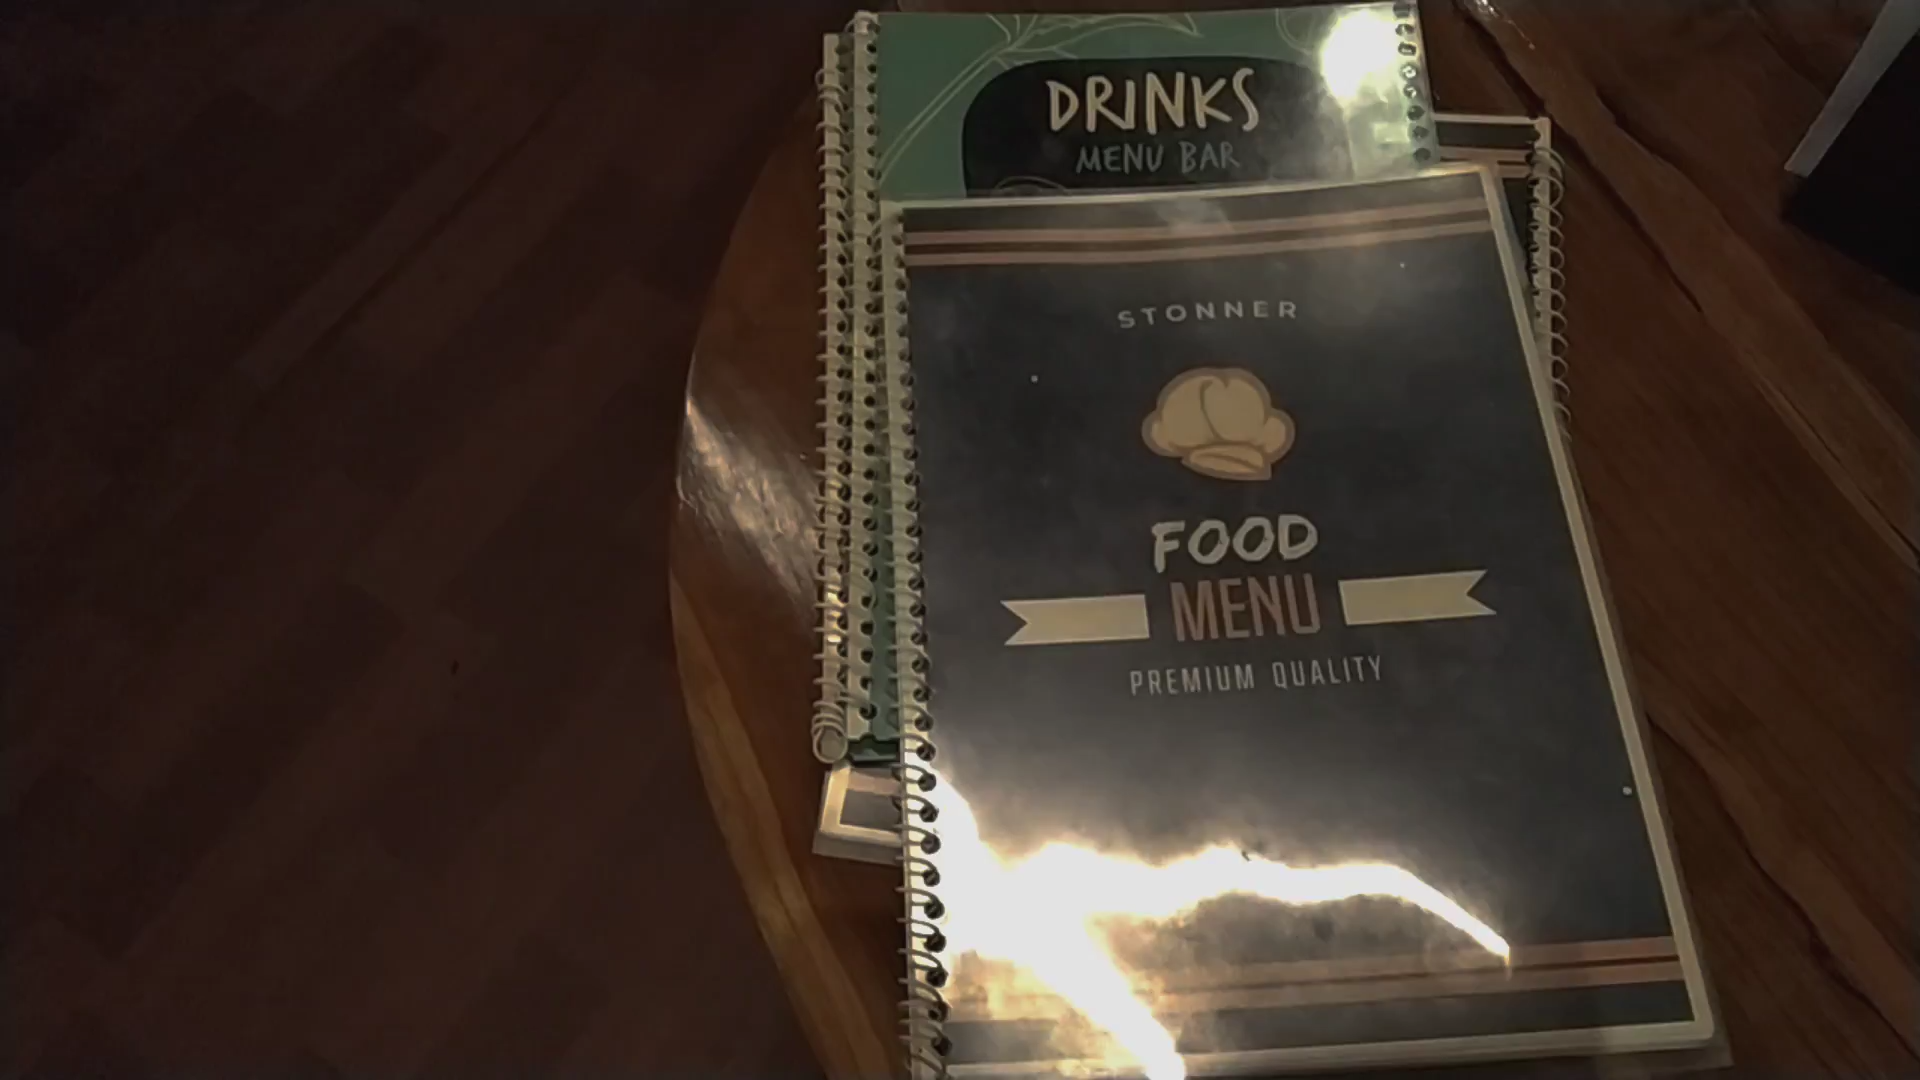 DRINKS
MENU BAR
STONNER
FOOD
MENU
PREMIUM QUALITY